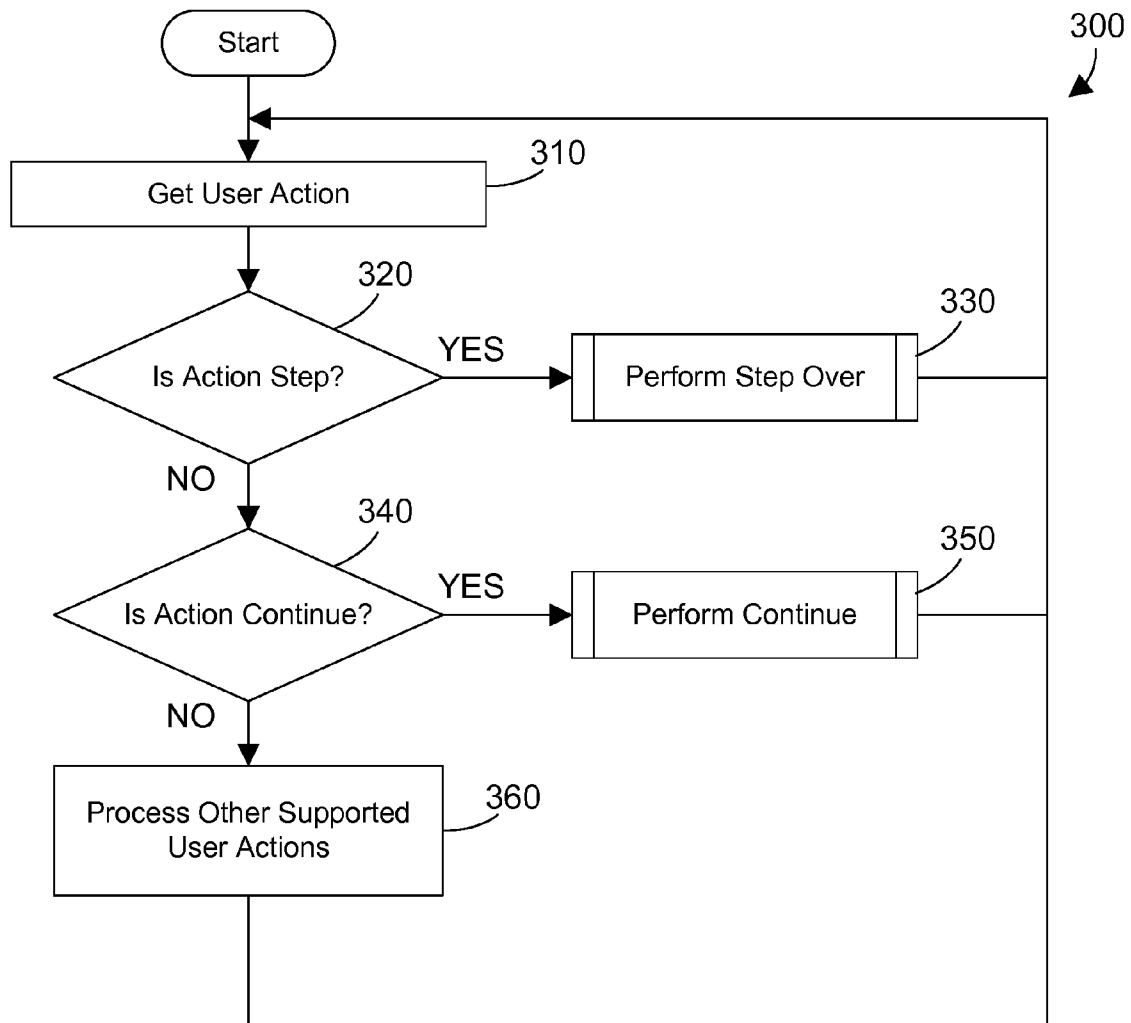 Start
300
310
Get User Action
320
330
YES
Is Action Step?
Perform Step Over
NO
340
350
YES
Is Action Continue?
Perform Continue
NO
360
Process Other Supported
User Actions